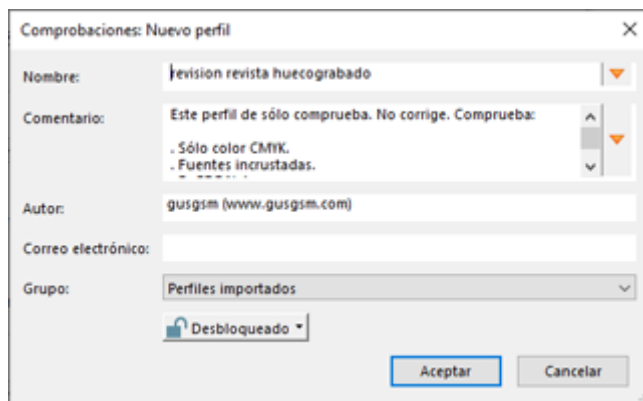 Comprobaciones: Nuevo perfil
Nombre: revision revista huecograbado
Comentario: Este perfil de sólo comprueba. No corrige. Comprueba:
. Sólo color CMYK.
. Fuentes incrustadas.
Autor: gusgsm (www.gusgsm.com)
Correo electrónico:
Grupo: Perfiles importados
Desbloqueado
Aceptar Cancelar